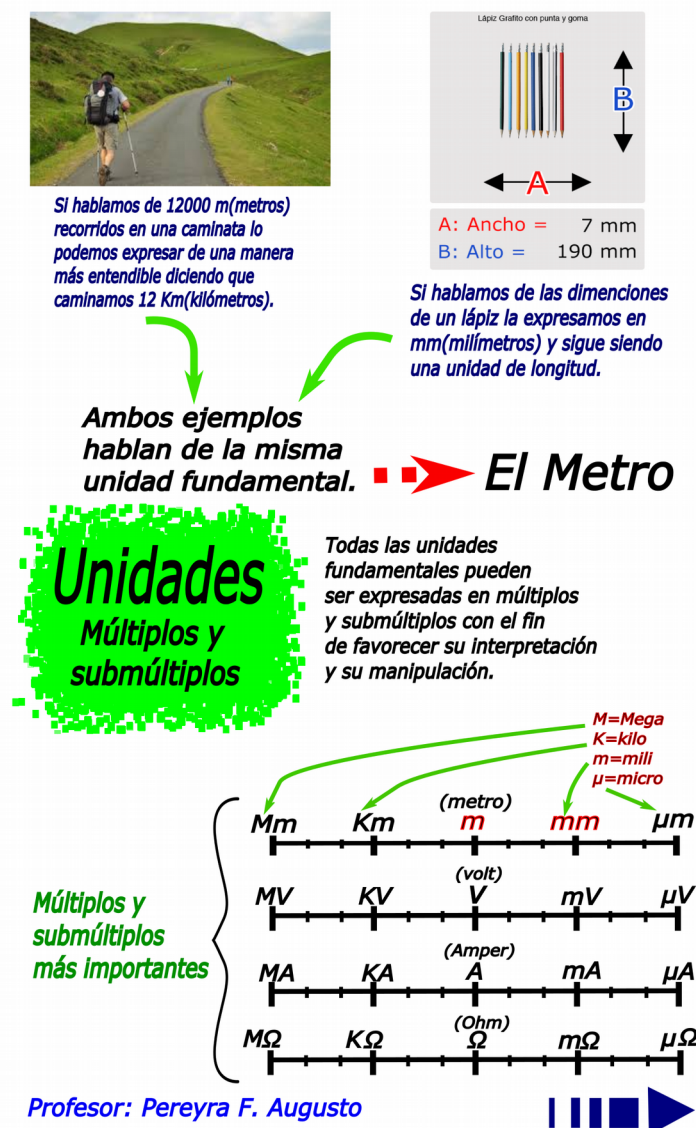 Lápiz Grafito con punta y goma
B
A
A: Ancho = 7 mm
B: Alto = 190 mm
Si hablamos de 12000 m(metros)
recorridos en una caminata lo
podemos expresar de una manera
más entendible diciendo que
caminamos 12 Km(kilómetros).
Si hablamos de las dimenciones
de un lápiz la expresamos en
mm(milímetros) y sigue siendo
una unidad de longitud.
Ambos ejemplos
hablan de la misma
unidad fundamental.
El Metro
Unidades
Múltiplos y
submúltiplos
Todas las unidades
fundamentales pueden
ser expresadas en múltiplos
y submúltiplos con el fin
de favorecer su interpretación
y su manipulación.
M=Mega
K=kilo
m=mili
µ=micro
Múltiplos y
submúltiplos
más importantes
(metro)
Mm Km m mm µm
(volt)
MV KV V mV µV
(Amper)
MA KA A mA µA
(Ohm)
MΩ KΩ Ω mΩ µΩ
Profesor: Pereyra F. Augusto